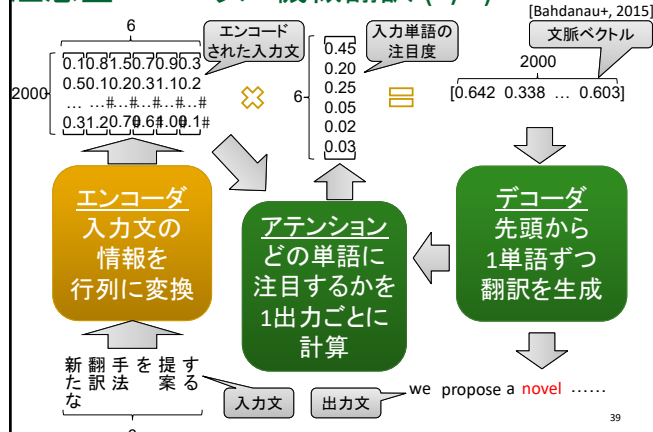 機械翻訳
[Bahdanau+, 2015]
6
エンコード
された入力文
入力単語の
注目度
文脈ベクトル
2000
0.1 0.8 1.5 0.7 0.9 0.3
0.5 0.1 0.2 0.3 1.1 0.2
2000
6
0.45
0.20
0.25
0.05
0.02
0.03
[0.642 0.338 … 0.603]
エンコーダ
入力文の
情報を
行列に変換
アテンション
どの単語に
注目するかを
1出力ごとに
計算
デコーダ
先頭から
1単語ずつ
翻訳を生成
新たな
翻訳
手法
を
提案
する
入力文
出力文
we propose a novel ……
39